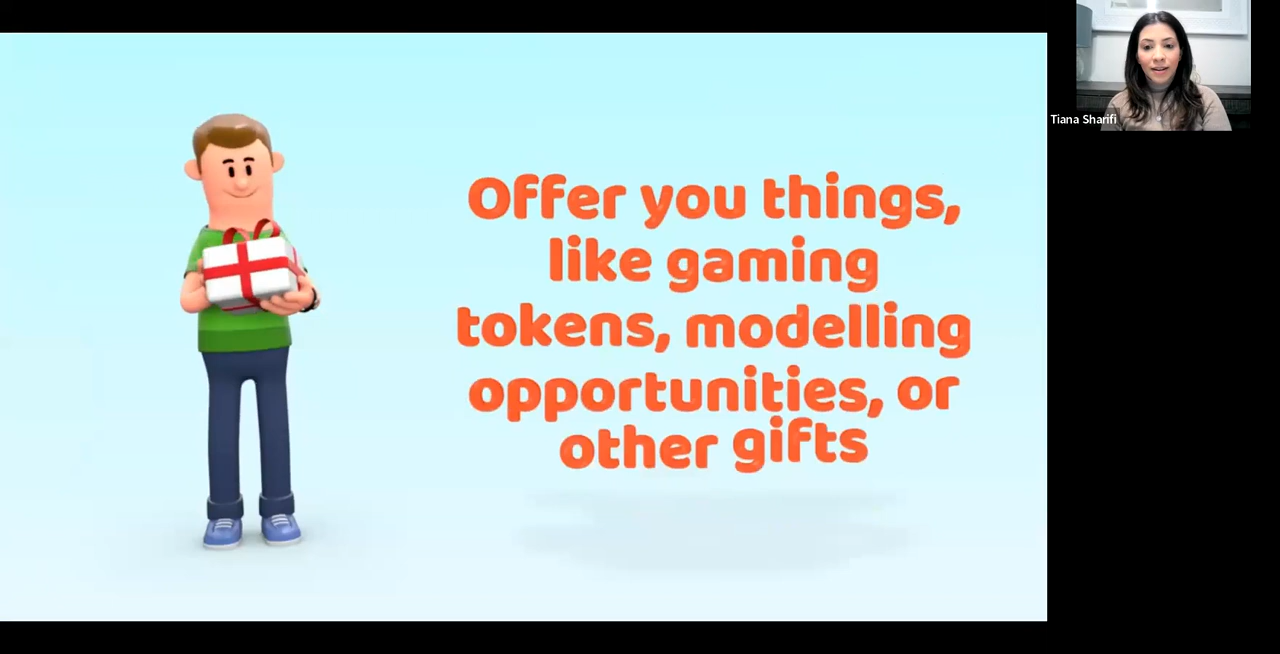 Offer you things,
like gaming
tokens, modelling
opportunities, or
other gifts
Tiana Sharifi